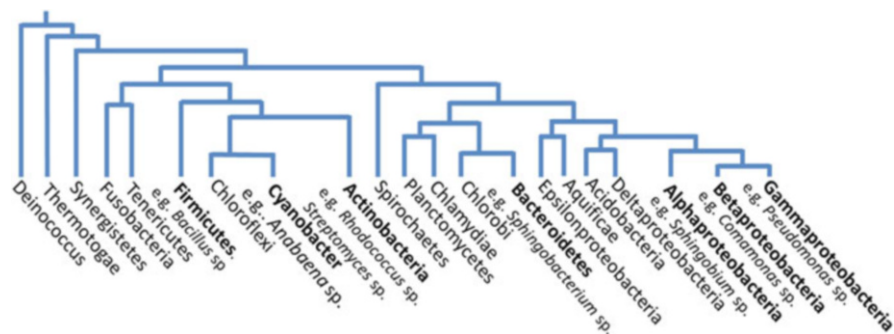 Deinococcus
Thermotogae
Synergistetes
Fusobacteria
Tenericutes
e.g. Bacillus sp
Firmicutes.
Chloroflexi
e.g.. Anabaena sp.
Cyanobacter
e.g. Rhodococcus sp.
Streptomyces sp.
Actinobacteria
Spirochaetes
Planctomycetes
Chlamydiae
Chlorobi
e.g. Sphingobacterium sp.
Bacteroidetes
Epsilonproteobacteria
Aquificae
Acidobacteria
Deltaproteobacteria
e.g. Sphingobium sp.
Alphaproteobacteria
e.g. Comamonas sp.
Betaproteobacteria
e.g. Pseudomonas sp.
Gammaproteobacteria